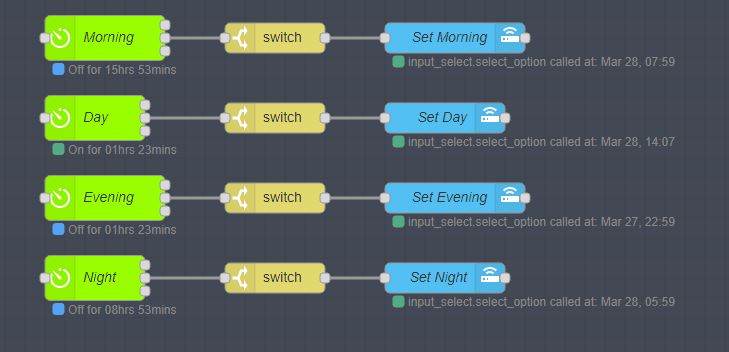 Morning switch Set Morning
Off for 15hrs 53mins input_select.select_option called at: Mar 28, 07:59
Day switch Set Day
On for 01hrs 23mins input_select.select_option called at: Mar 28, 14:07
Evening switch Set Evening
Off for 01hrs 23mins input_select.select_option called at: Mar 27, 22:59
Night switch Set Night
Off for 08hrs 53mins input_select.select_option called at: Mar 28, 05:59